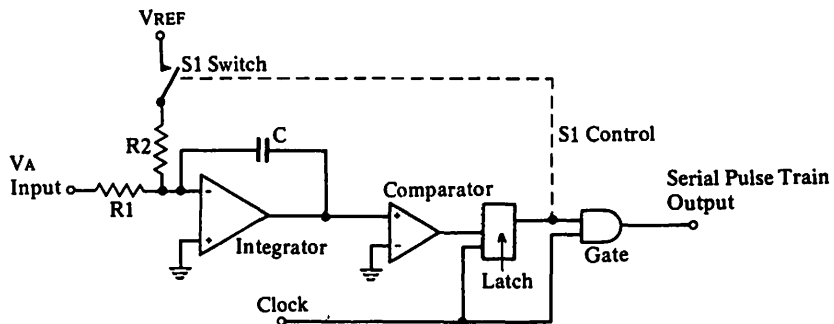 VREF
S1 Switch
R2
C
S1 Control
VA
Input
R1
-
+
Integrator
Comparator
+
-
Latch
Serial Pulse Train
Output
Gate
Clock